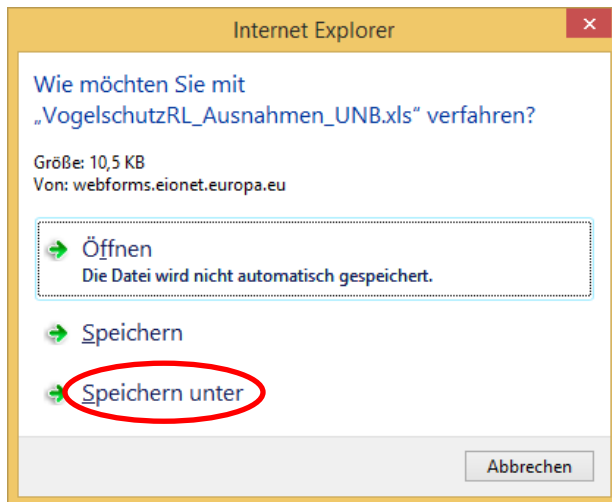 Internet Explorer
Wie möchten Sie mit
„VogelschutzRL_Ausnahmen_UNB.xls“ verfahren?
Größe: 10,5 KB
Von: webforms.eionet.europa.eu
Öffnen
Die Datei wird nicht automatisch gespeichert.
Speichern
Speichern unter
Abbrechen